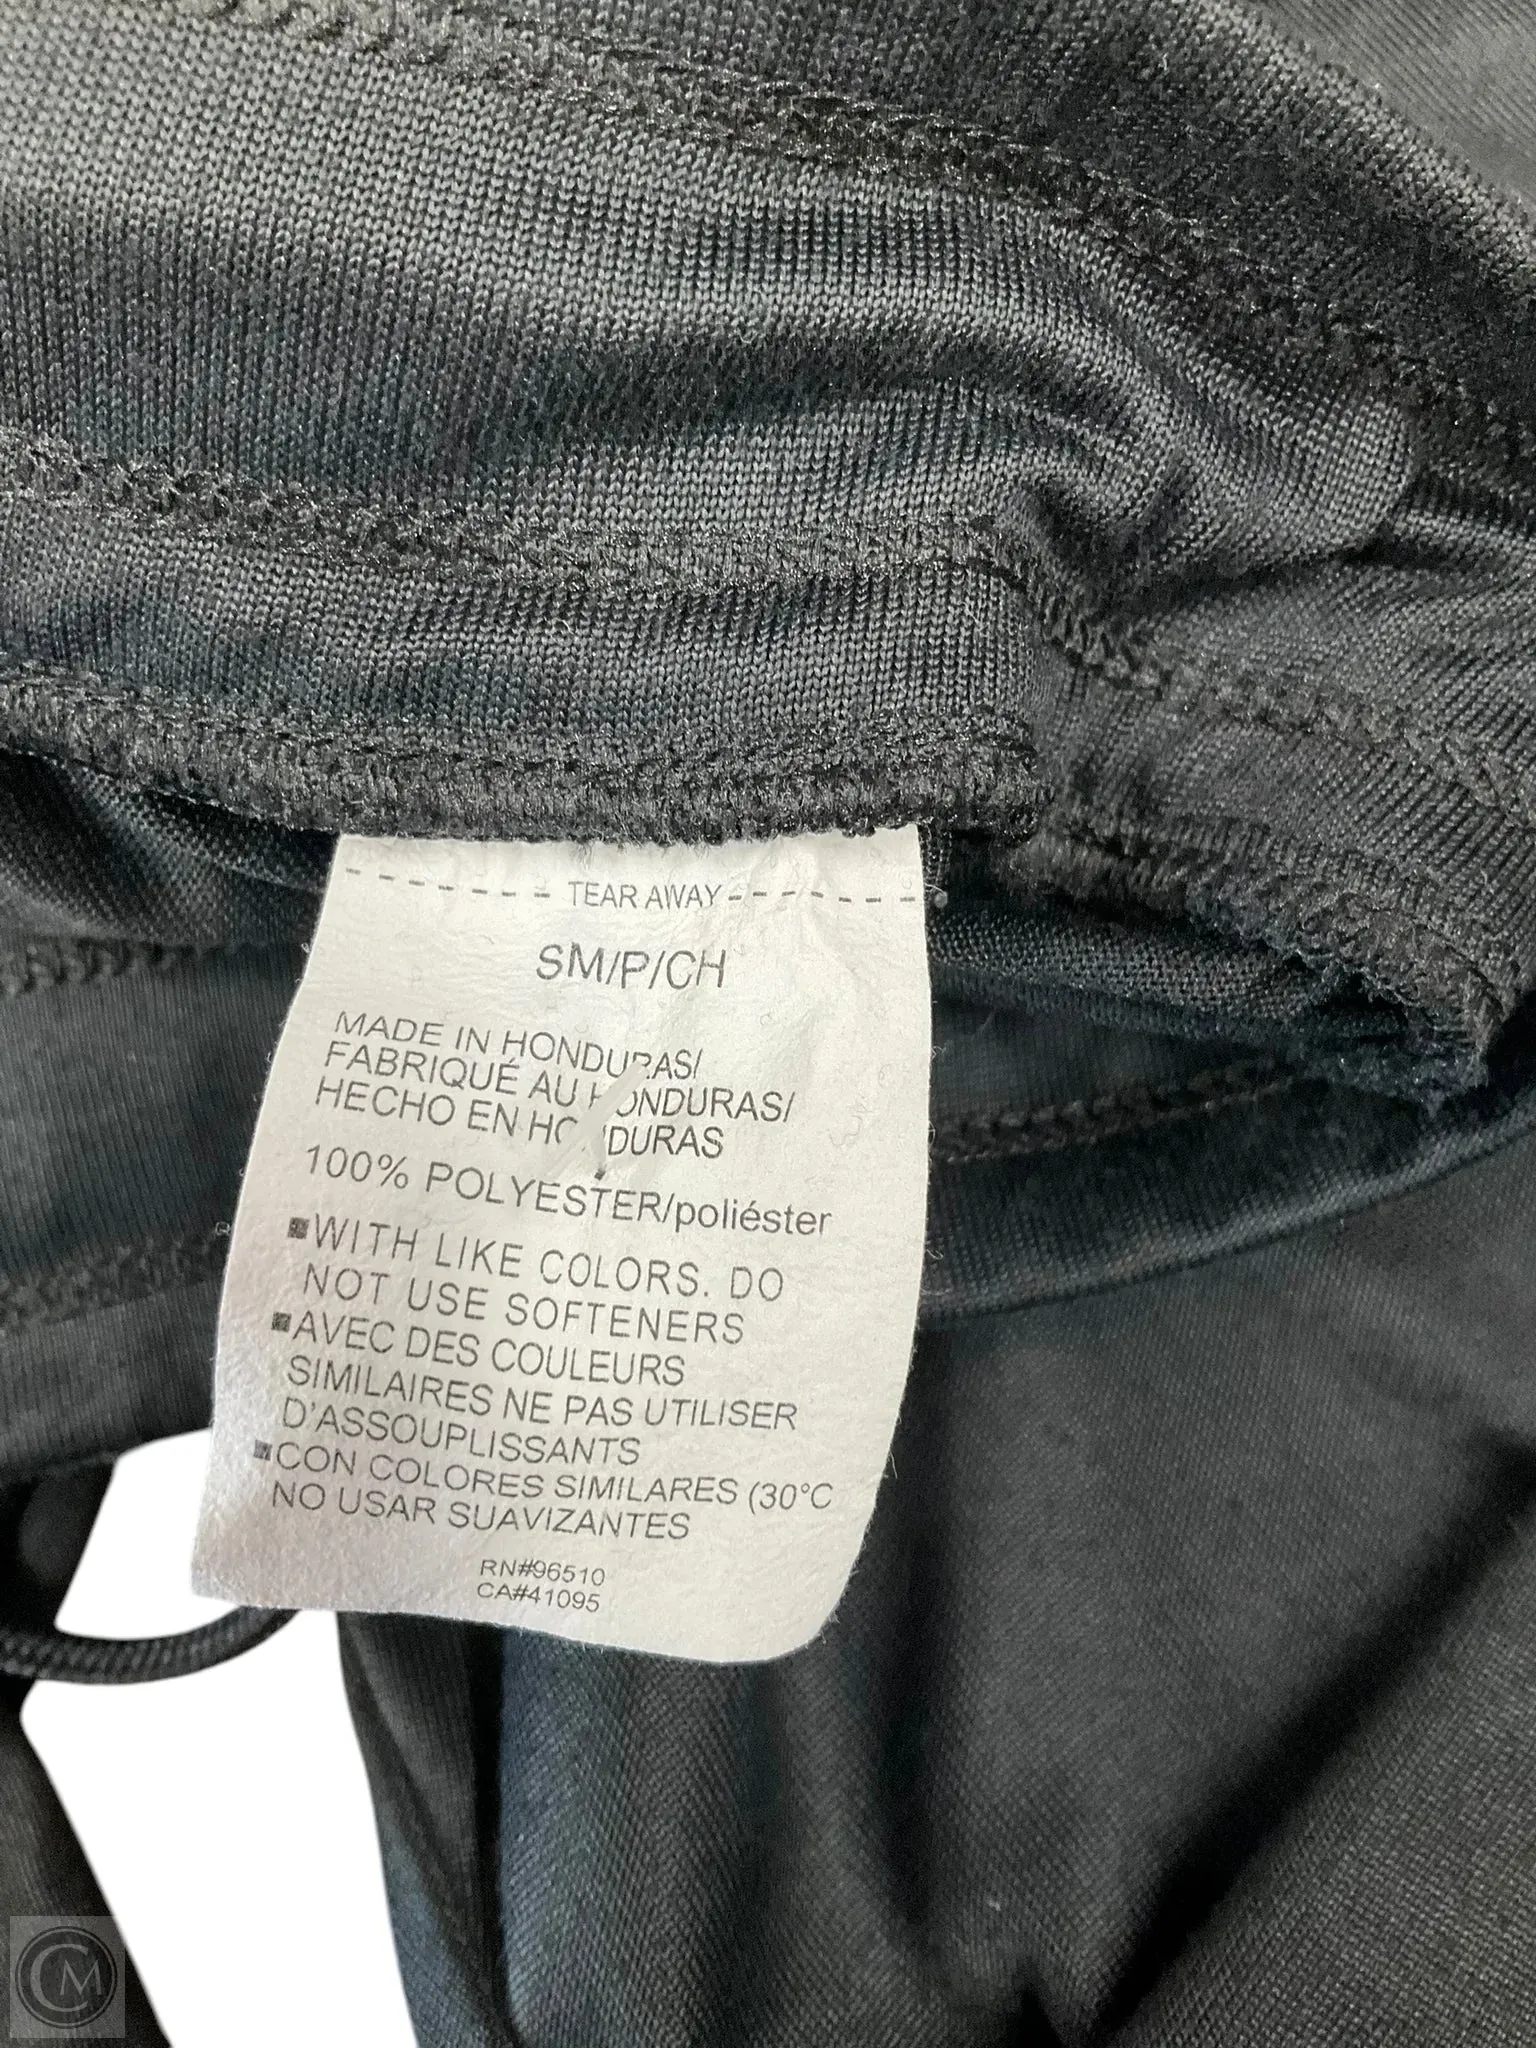 TEAR AWAY
SM/P/CH
MADE IN HONDURAS/
FABRIQUÉ AU HONDURAS/
HECHO EN HONDURAS
100% POLYESTER/poliéster
▪WITH LIKE COLORS. DO
NOT USE SOFTENERS
▪AVEC DES COULEURS
SIMILAIRES NE PAS UTILISER
D'ASSOUPLISSANTS
▪CON COLORES SIMILARES (30°C
NO USAR SUAVIZANTES
RN#96510
CA#41095
CM